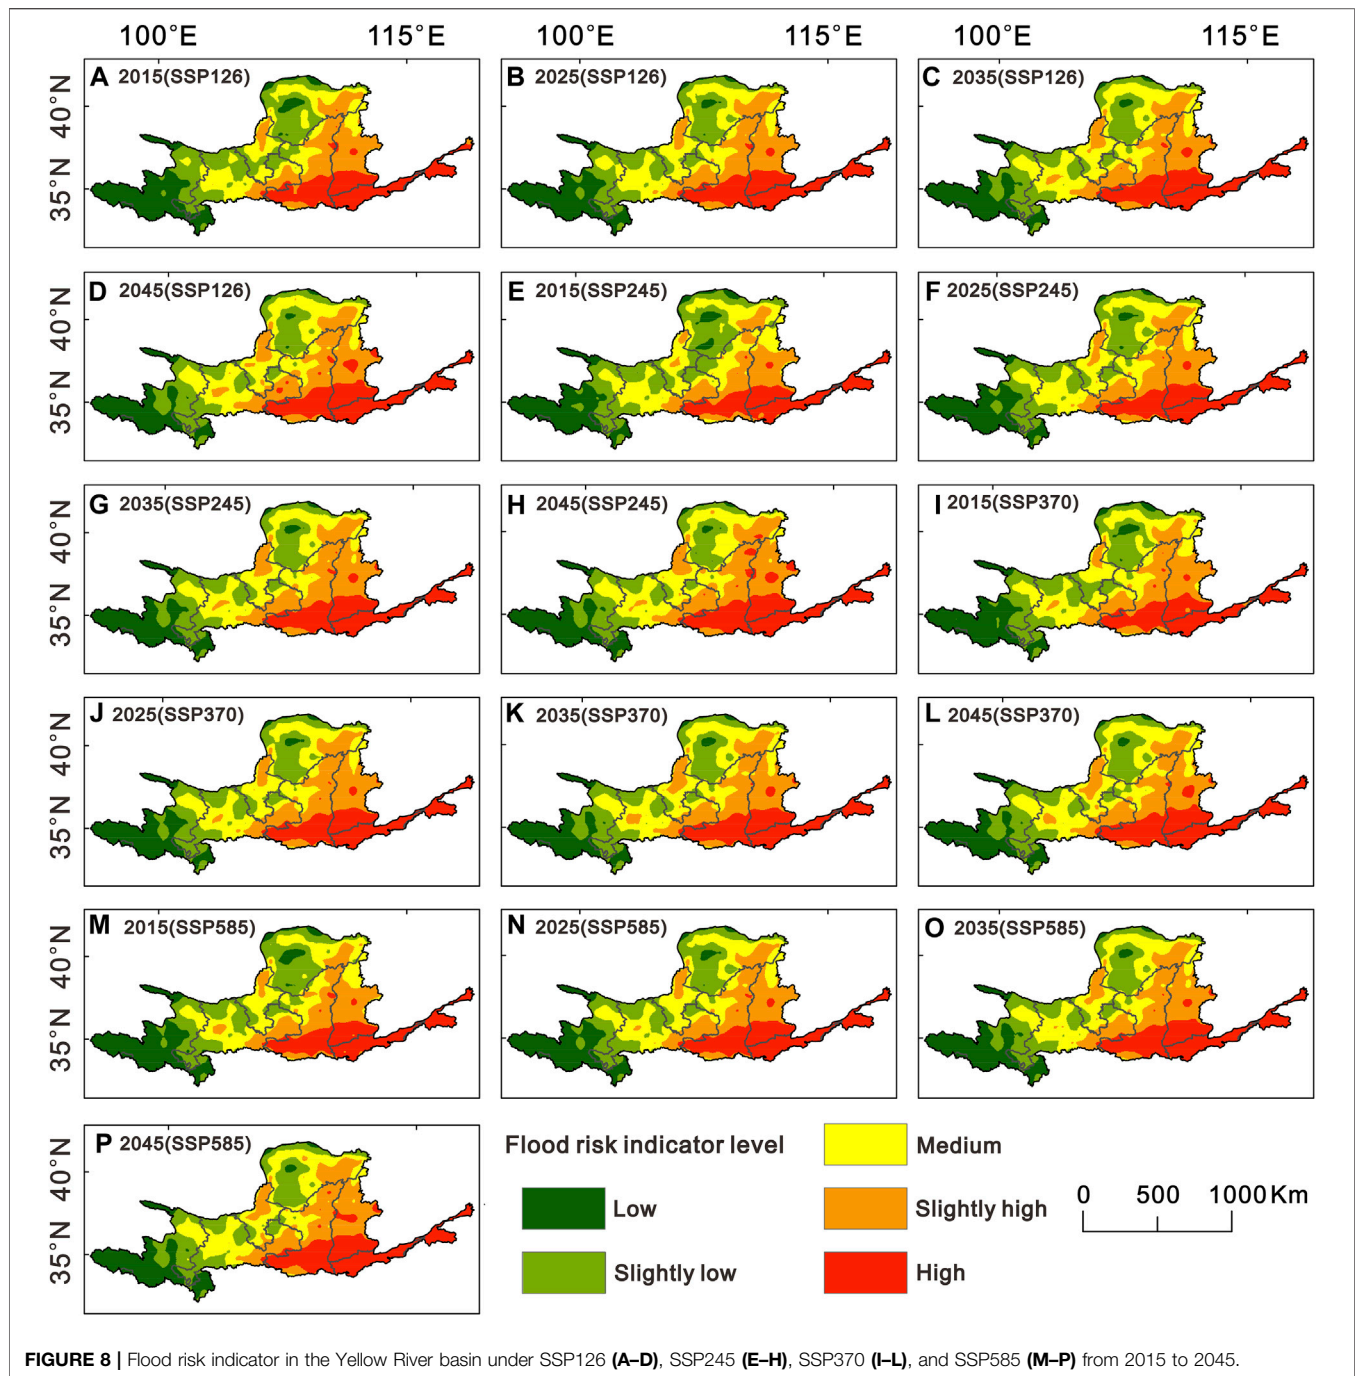 100°E 115°E 100°E 115°E 100°E 115°E
40°N
35°N
A 2015(SSP126)
B 2025(SSP126)
C 2035(SSP126)
40°N
35°N
D 2045(SSP126)
E 2015(SSP245)
F 2025(SSP245)
40°N
35°N
G 2035(SSP245)
H 2045(SSP245)
I 2015(SSP370)
40°N
35°N
J 2025(SSP370)
K 2035(SSP370)
L 2045(SSP370)
40°N
35°N
M 2015(SSP585)
N 2025(SSP585)
O 2035(SSP585)
40°N
35°N
P 2045(SSP585)
Flood risk indicator level
Low
Slightly low
Medium
Slightly high
High
0 500 1000 Km
FIGURE 8 | Flood risk indicator in the Yellow River basin under SSP126 (A–D), SSP245 (E–H), SSP370 (I–L), and SSP585 (M–P) from 2015 to 2045.